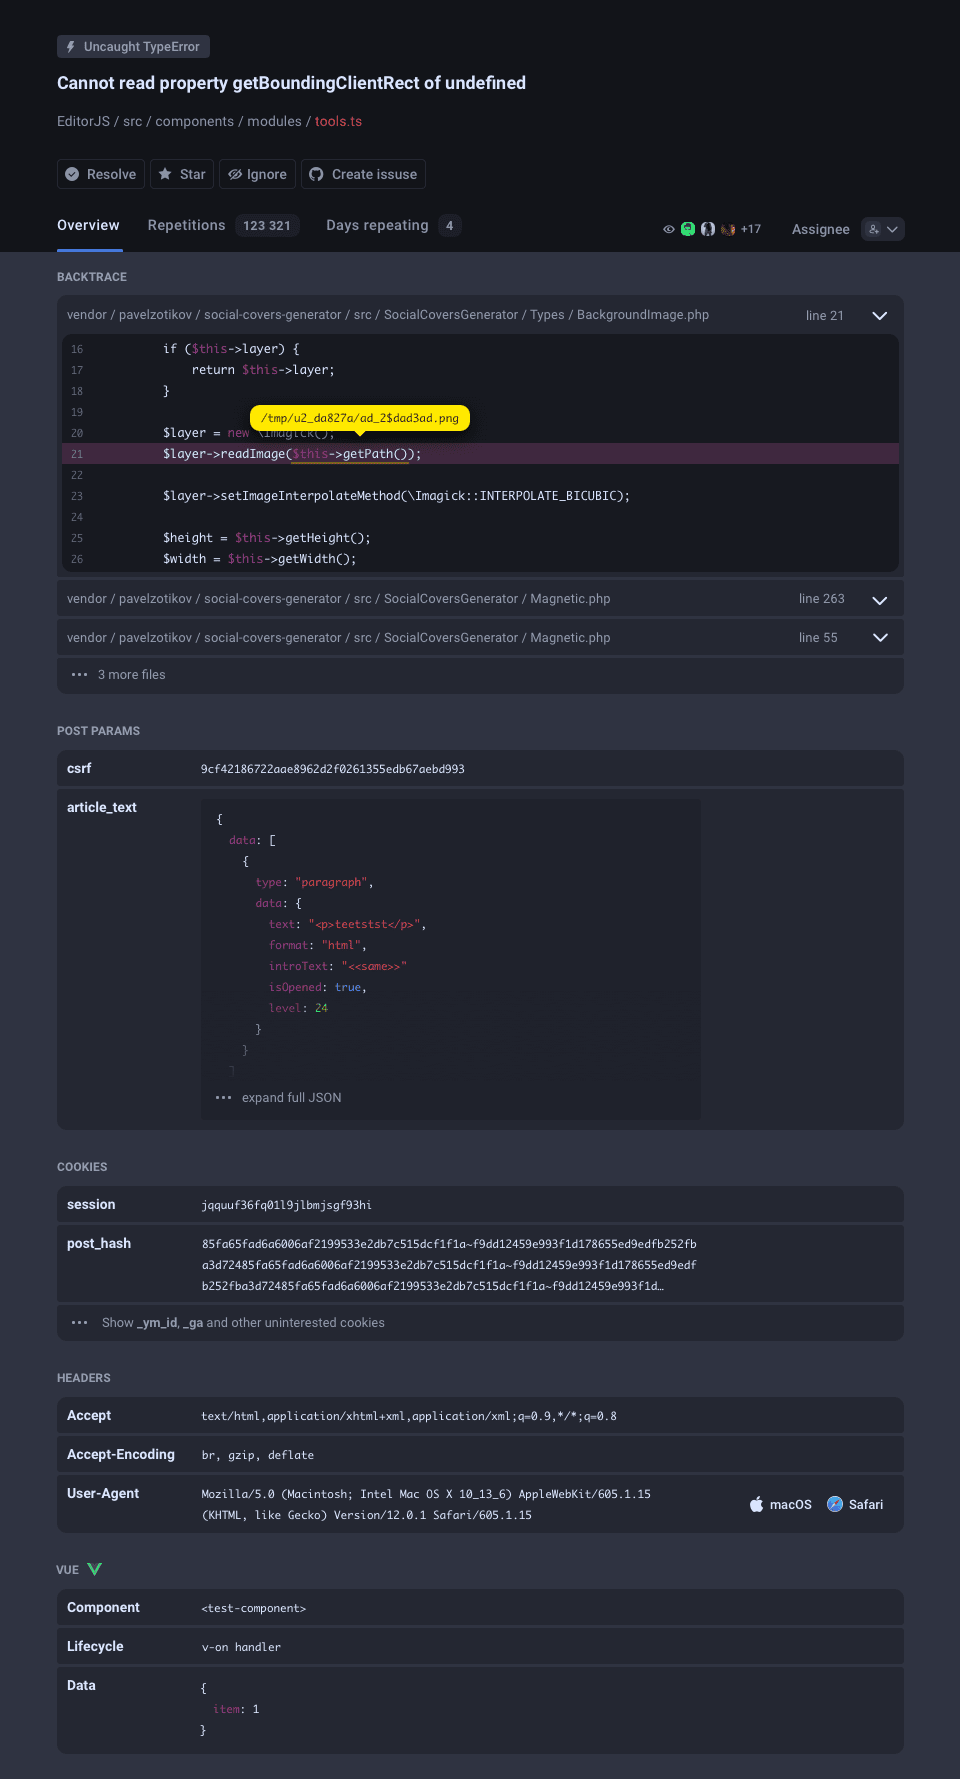 Uncaught TypeError
Cannot read property getBoundingClientRect of undefined
EditorJS / src / components / modules / tools.ts
Resolve Star Ignore Create issuse
Overview Repetitions 123 321 Days repeating 4 +17 Assignee
BACKTRACE
vendor / pavelzotikov / social-covers-generator / src / SocialCoversGenerator / Types / BackgroundImage.php line 21
16 if ($this->layer) {
17 return $this->layer;
18 }
19
/tmp/u2_da827a/ad_2$dad3ad.png
20 $layer = new \Imagick();
21 $layer->readImage($this->getPath());
22
23 $layer->setImageInterpolateMethod(\Imagick::INTERPOLATE_BICUBIC);
24
25 $height = $this->getHeight();
26 $width = $this->getWidth();
vendor / pavelzotikov / social-covers-generator / src / SocialCoversGenerator / Magnetic.php line 263
vendor / pavelzotikov / social-covers-generator / src / SocialCoversGenerator / Magnetic.php line 55
3 more files
POST PARAMS
csrf 9cf42186722aae8962d2f0261355edb67aebd993
article_text
{
data: [
{
type: "paragraph",
data: {
text: "<p>teetstst</p>",
format: "html",
introText: "<<same>>"
isOpened: true,
level: 24
}
}
]
expand full JSON
COOKIES
session jqquuf36fq01l9jlbmjsgf93hi
post_hash 85fa65fad6a6006af2199533e2db7c515dcf1f1a~f9dd12459e993f1d178655ed9edfb252fb
a3d72485fa65fad6a6006af2199533e2db7c515dcf1f1a~f9dd12459e993f1d178655ed9edf
b252fba3d72485fa65fad6a6006af2199533e2db7c515dcf1f1a~f9dd12459e993f1d…
Show _ym_id, _ga and other uninterested cookies
HEADERS
Accept text/html,application/xhtml+xml,application/xml;q=0.9,*/*;q=0.8
Accept-Encoding br, gzip, deflate
User-Agent Mozilla/5.0 (Macintosh; Intel Mac OS X 10_13_6) AppleWebKit/605.1.15
(KHTML, like Gecko) Version/12.0.1 Safari/605.1.15
macOS Safari
VUE
Component <test-component>
Lifecycle v-on handler
Data {
item: 1
}